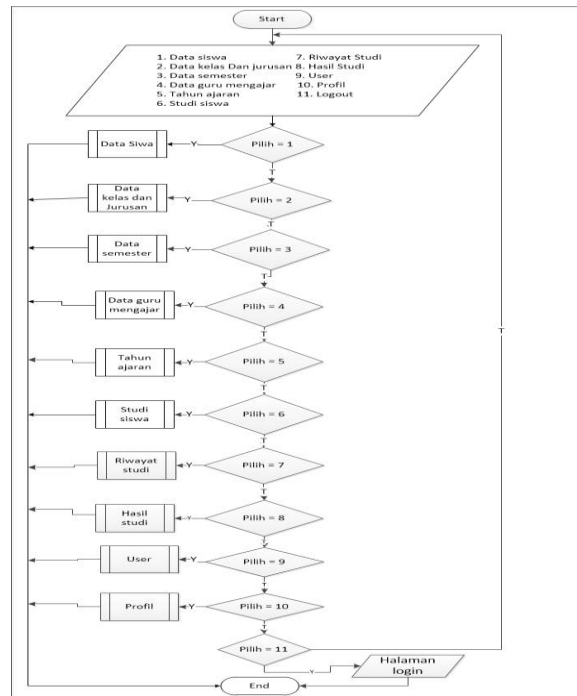 Start
1. Data siswa
2. Data kelas Dan jurusan
3. Data semester
4. Data guru mengajar
5. Tahun ajaran
6. Studi siswa
7. Riwayat Studi
8. Hasil Studi
9. User
10. Profil
11. Logout
Data Siwa
Y
Pilih = 1
T
Data
kelas dan
Jurusan
Y
Pilih = 2
T
Data
semester
Y
Pilih = 3
T
Data guru
mengajar
Y
Pilih = 4
T
Tahun
ajaran
Y
Pilih = 5
T
Studi
siswa
Y
Pilih = 6
T
Riwayat
studi
Y
Pilih = 7
T
Hasil
studi
Y
Pilih = 8
T
User
Y
Pilih = 9
T
Profil
Y
Pilih = 10
T
Pilih = 11
T
Y
Halaman
login
End